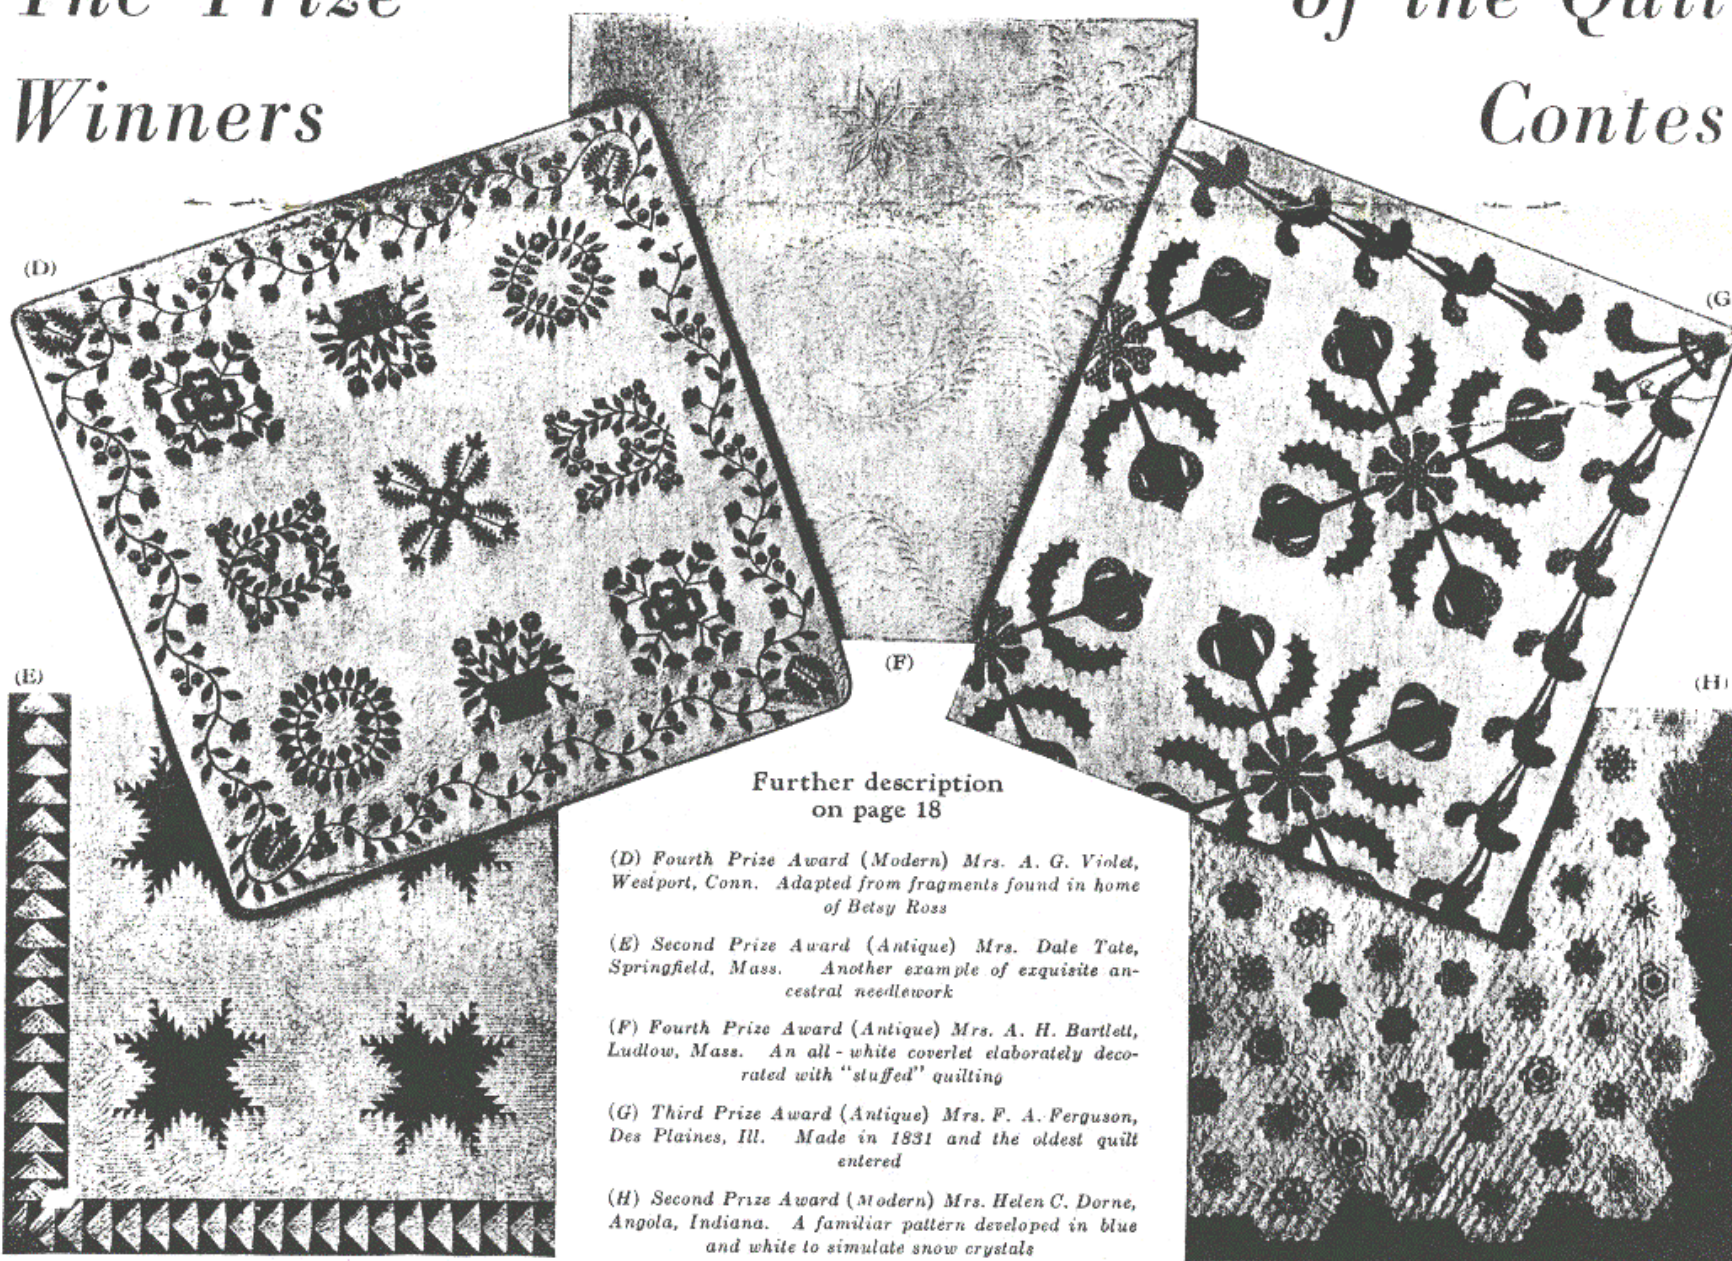 The Prize
of the Quilt
Winners
Contes
(D)
(G
(E)
(F)
(H)
Further description
on page 18
(D) Fourth Prize Award (Modern) Mrs. A. G. Violet,
Westport, Conn. Adapted from fragments found in home
of Betsy Ross
(E) Second Prize Award (Antique) Mrs. Dale Tate,
Springfield, Mass. Another example of exquisite an-
cestral needlework
(F) Fourth Prize Award (Antique) Mrs. A. H. Bartlett,
Ludlow, Mass. An all-white coverlet elaborately deco-
rated with "stuffed" quilting
(G) Third Prize Award (Antique) Mrs. F. A. Ferguson,
Des Plaines, Ill. Made in 1831 and the oldest quilt
entered
(H) Second Prize Award (Modern) Mrs. Helen C. Dorne,
Angola, Indiana. A familiar pattern developed in blue
and white to simulate snow crystals